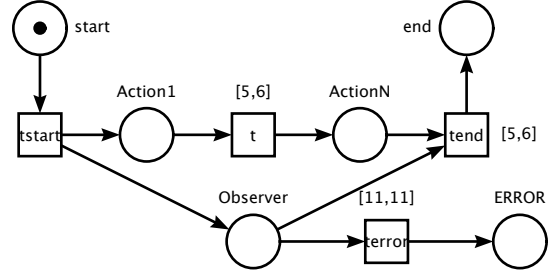 start
end
Action1
[5,6]
ActionN
tstart
t
tend
[5,6]
Observer
[11,11]
ERROR
terror